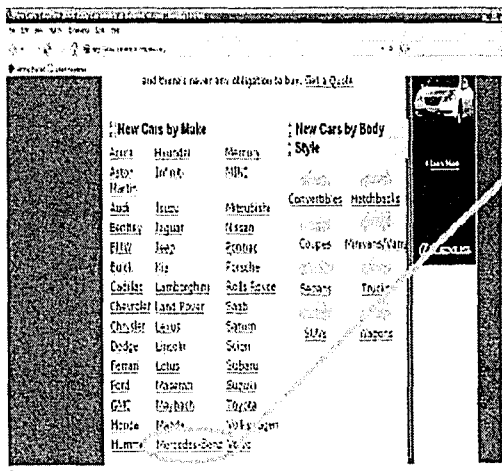 and there's never any obligation to buy. Get a Quote
New Cars by Make
New Cars by Body Style
Acura Hyundai Mercury
Aston Martin Infiniti MINI
Audi Isuzu Mitsubishi
Bentley Jaguar Nissan
BMW Jeep Pontiac
Buick Kia Porsche
Cadillac Lamborghini Rolls Royce
Chevrolet Land Rover Saab
Chrysler Lexus Saturn
Dodge Lincoln Scion
Ferrari Lotus Subaru
Ford Maserati Suzuki
GMC Maybach Toyota
Honda Mazda Volkswagen
Hummer Mercedes-Benz Volvo
Convertibles Hatchbacks
Coupes Minivans/Vans
Sedans Trucks
SUVs Wagons
LEXUS